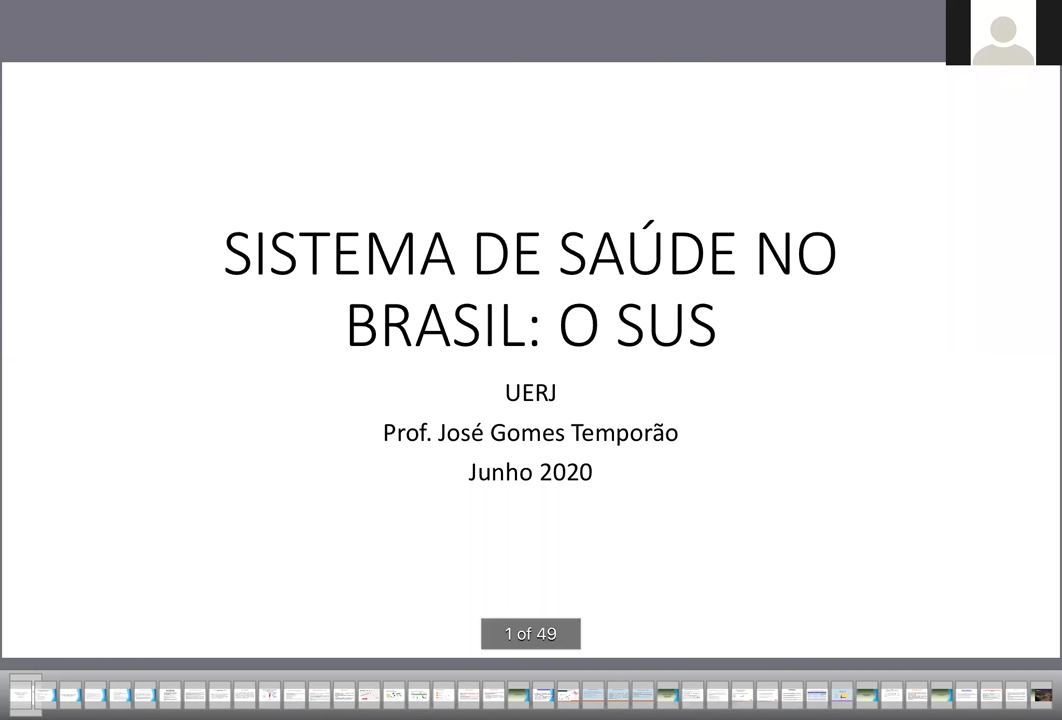 SISTEMA DE SAÚDE NO
BRASIL: O SUS
UERJ
Prof. José Gomes Temporão
Junho 2020
1 of 49